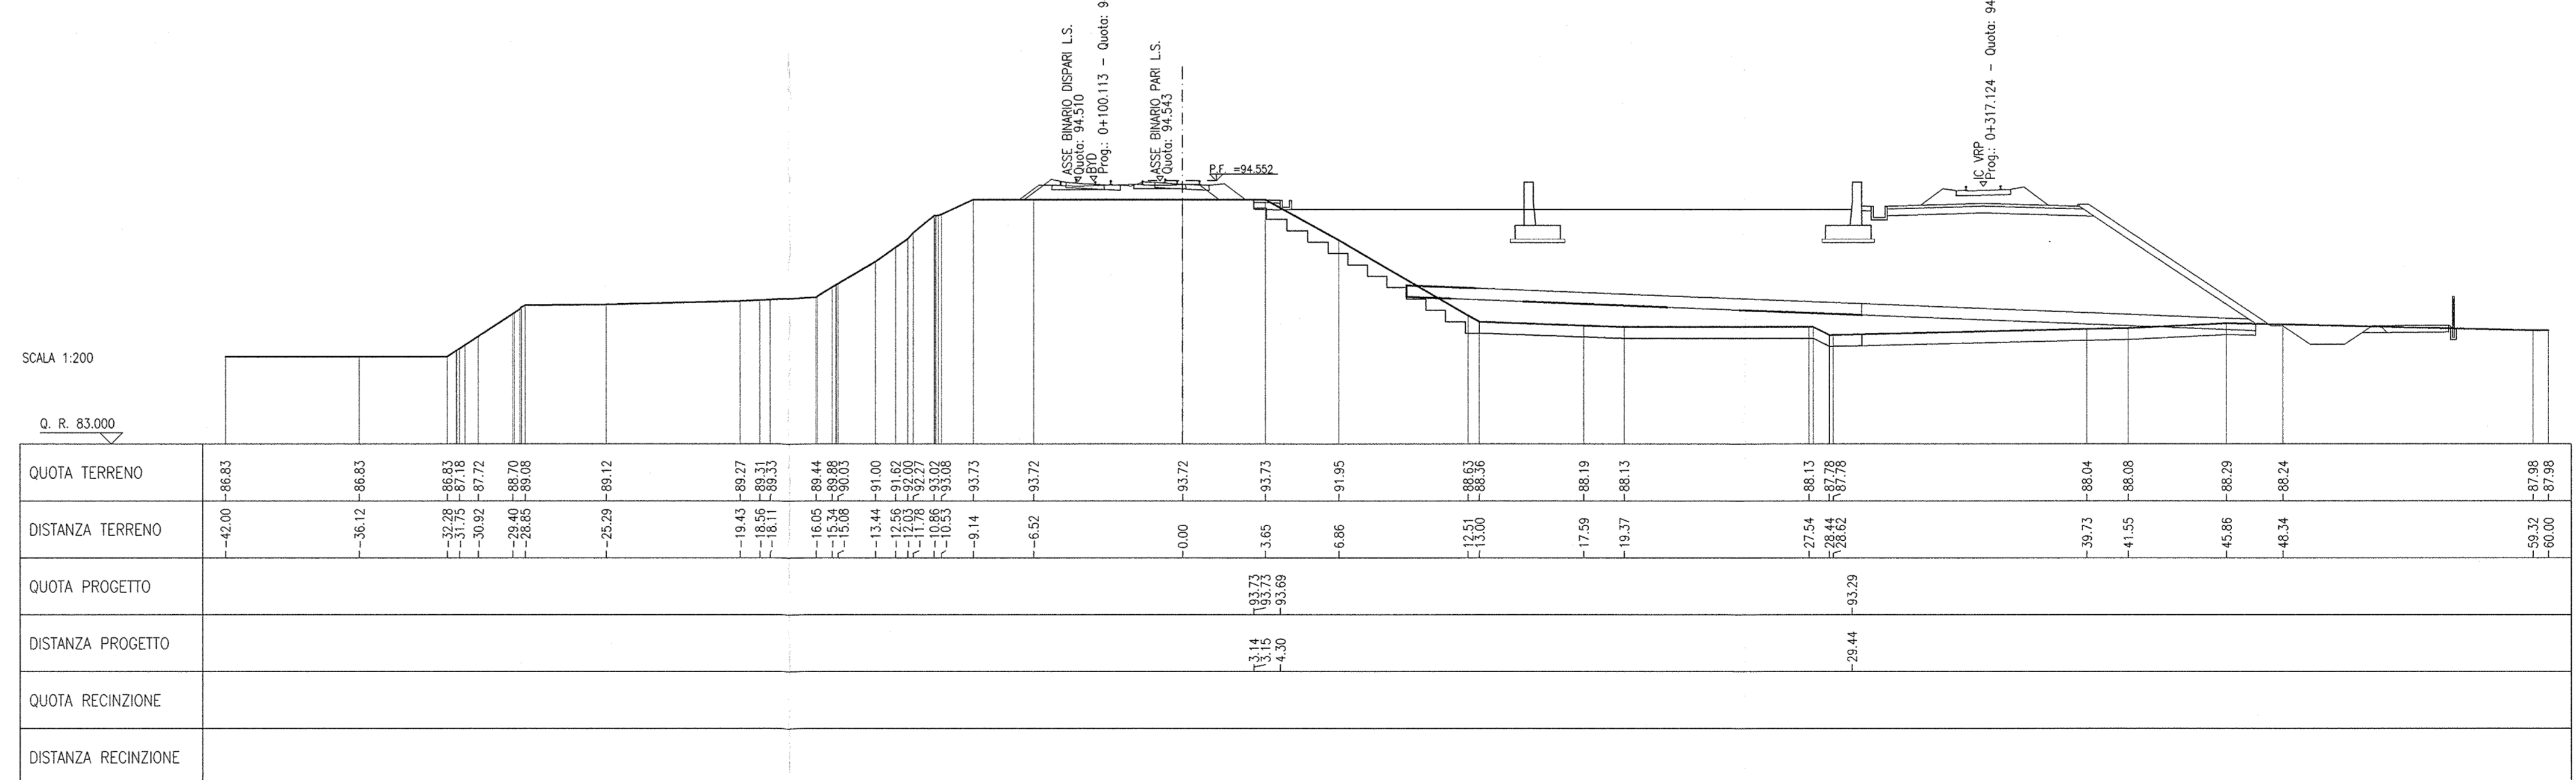 ASSE BINARIO DISPARI L.S.
Quota: 94.510
BYD
Prog.: 0+100.113 - Quota: 9
ASSE BINARIO PARI L.S.
Quota: 94.543
P.F. =94.552
IC VRP
Prog.: 0+317.124 - Quota: 94
SCALA 1:200
Q. R. 83.000
QUOTA TERRENO 86.83 86.83 86.83 87.18 87.72 88.70 89.08 89.12 89.27 89.31 89.33 89.44 89.88 90.03 91.00 91.62 92.00 92.27 93.02 93.08 93.73 93.72 93.72 93.73 91.95 88.63 88.36 88.19 88.13 88.13 87.78 87.78 88.04 88.08 88.29 88.24 87.98 87.98
DISTANZA TERRENO -42.00 -36.12 -32.28 -31.75 -30.92 -29.40 -28.85 -25.29 -19.43 -18.56 -18.11 -16.05 -15.34 -15.08 -13.44 -12.56 -12.03 -11.78 -10.86 -10.53 -9.14 -6.52 0.00 3.65 6.86 12.51 13.00 17.59 19.37 27.54 28.44 28.62 39.73 41.55 45.86 48.34 59.32 60.00
QUOTA PROGETTO 93.73 93.73 93.69 93.29
DISTANZA PROGETTO 3.14 3.15 4.30 29.44
QUOTA RECINZIONE
DISTANZA RECINZIONE